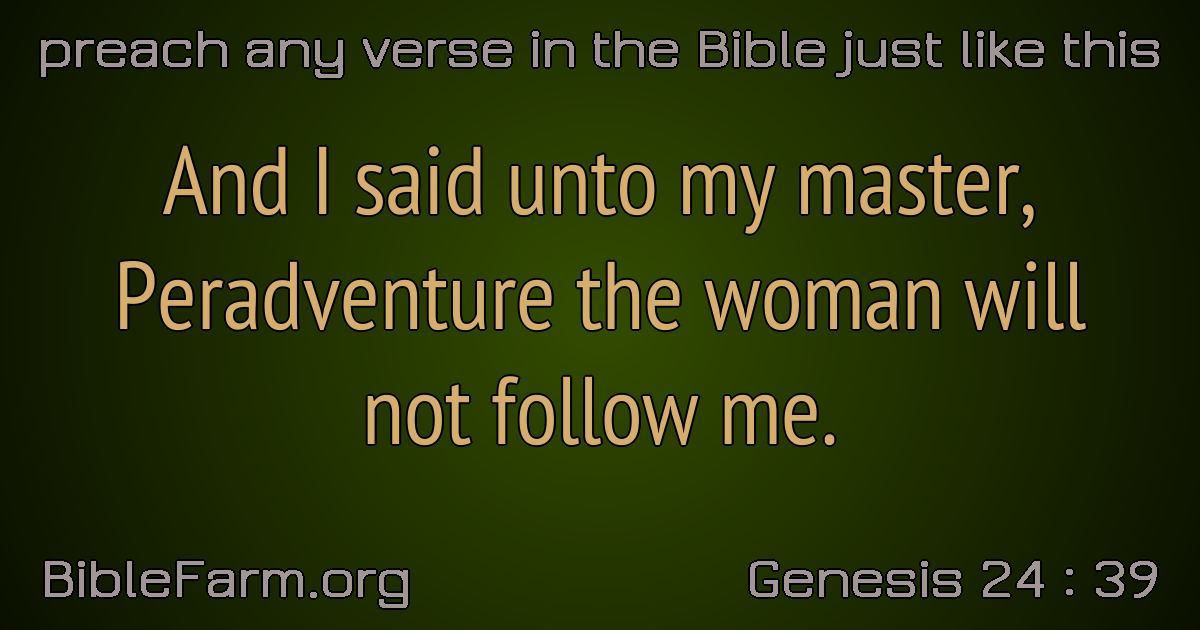 preach any verse in the Bible just like this
And I said unto my master,
Peradventure the woman will
not follow me.
BibleFarm.org
Genesis 24 : 39